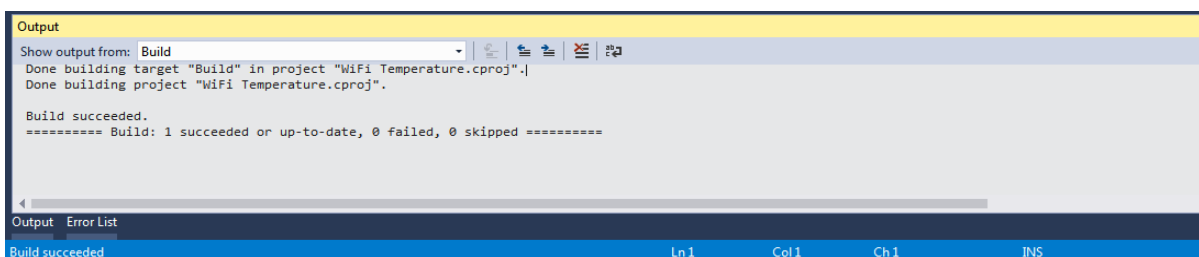 Output
Show output from: Build
Done building target "Build" in project "WiFi Temperature.cproj".
Done building project "WiFi Temperature.cproj".
Build succeeded.
========== Build: 1 succeeded or up-to-date, 0 failed, 0 skipped ==========
Output Error List
Build succeeded Ln 1 Col 1 Ch 1 INS